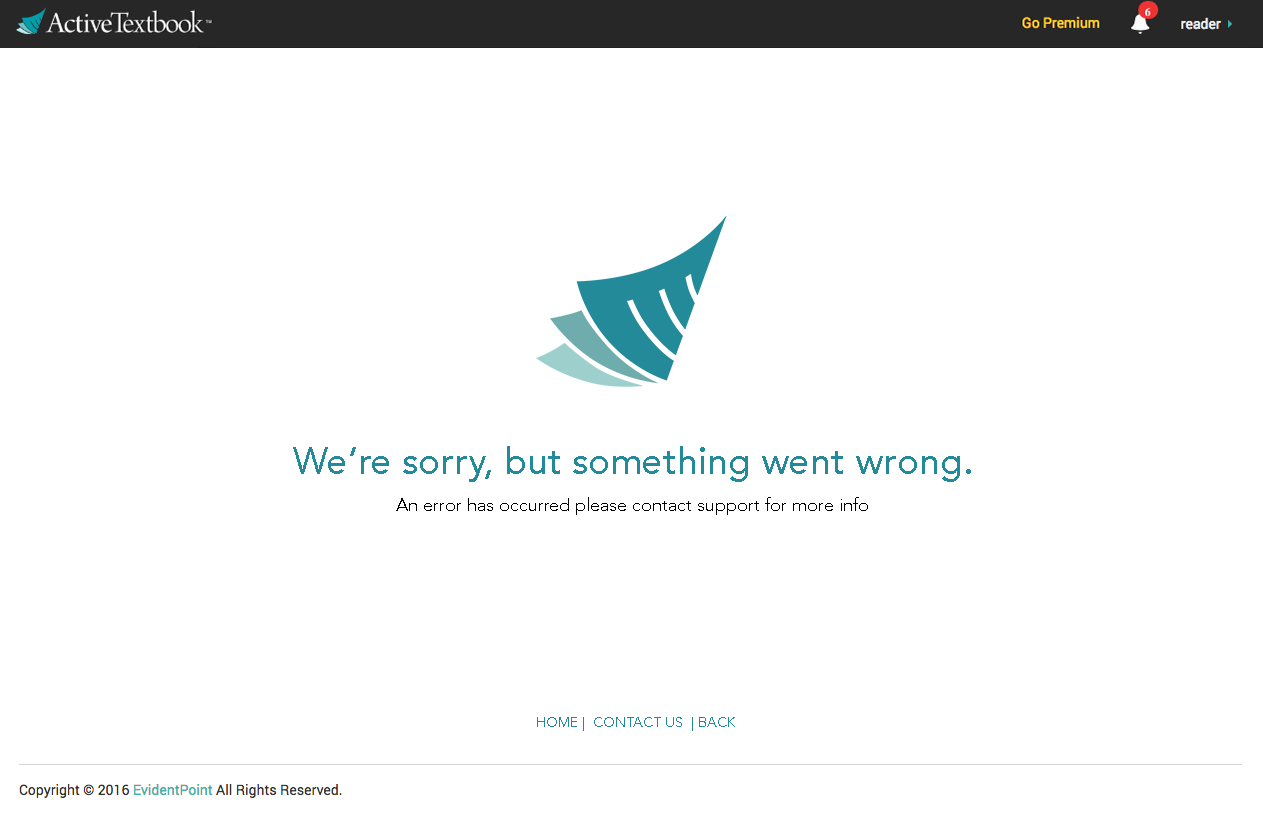 ActiveTextbook™
Go Premium
6
reader
We're sorry, but something went wrong.
An error has occurred please contact support for more info
HOME | CONTACT US | BACK
Copyright © 2016 EvidentPoint All Rights Reserved.